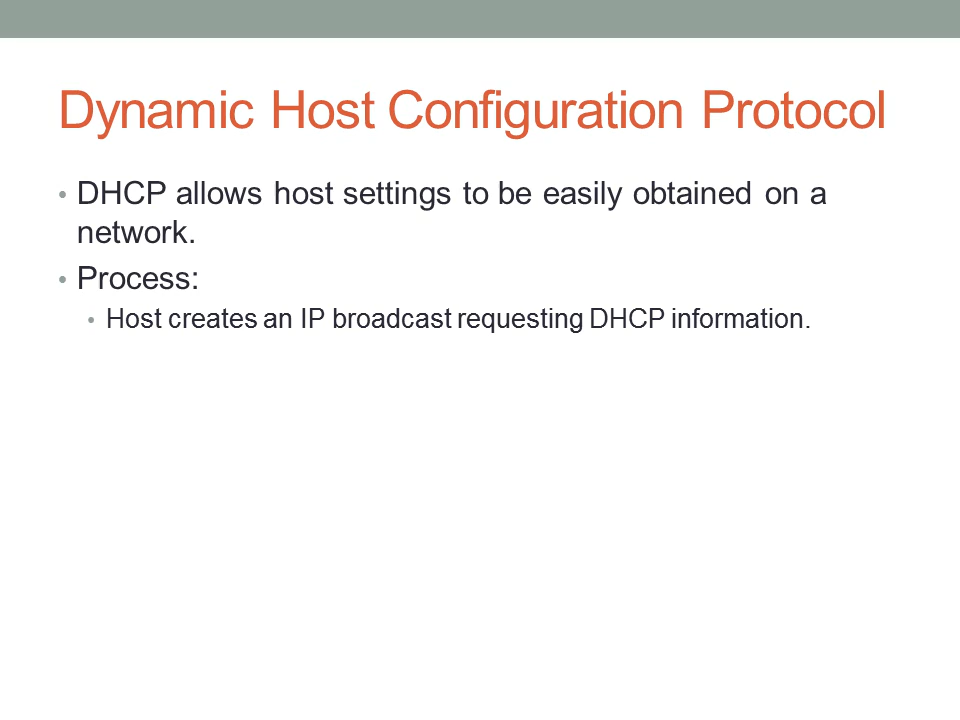 Dynamic Host Configuration Protocol
• DHCP allows host settings to be easily obtained on a
network.
• Process:
• Host creates an IP broadcast requesting DHCP information.